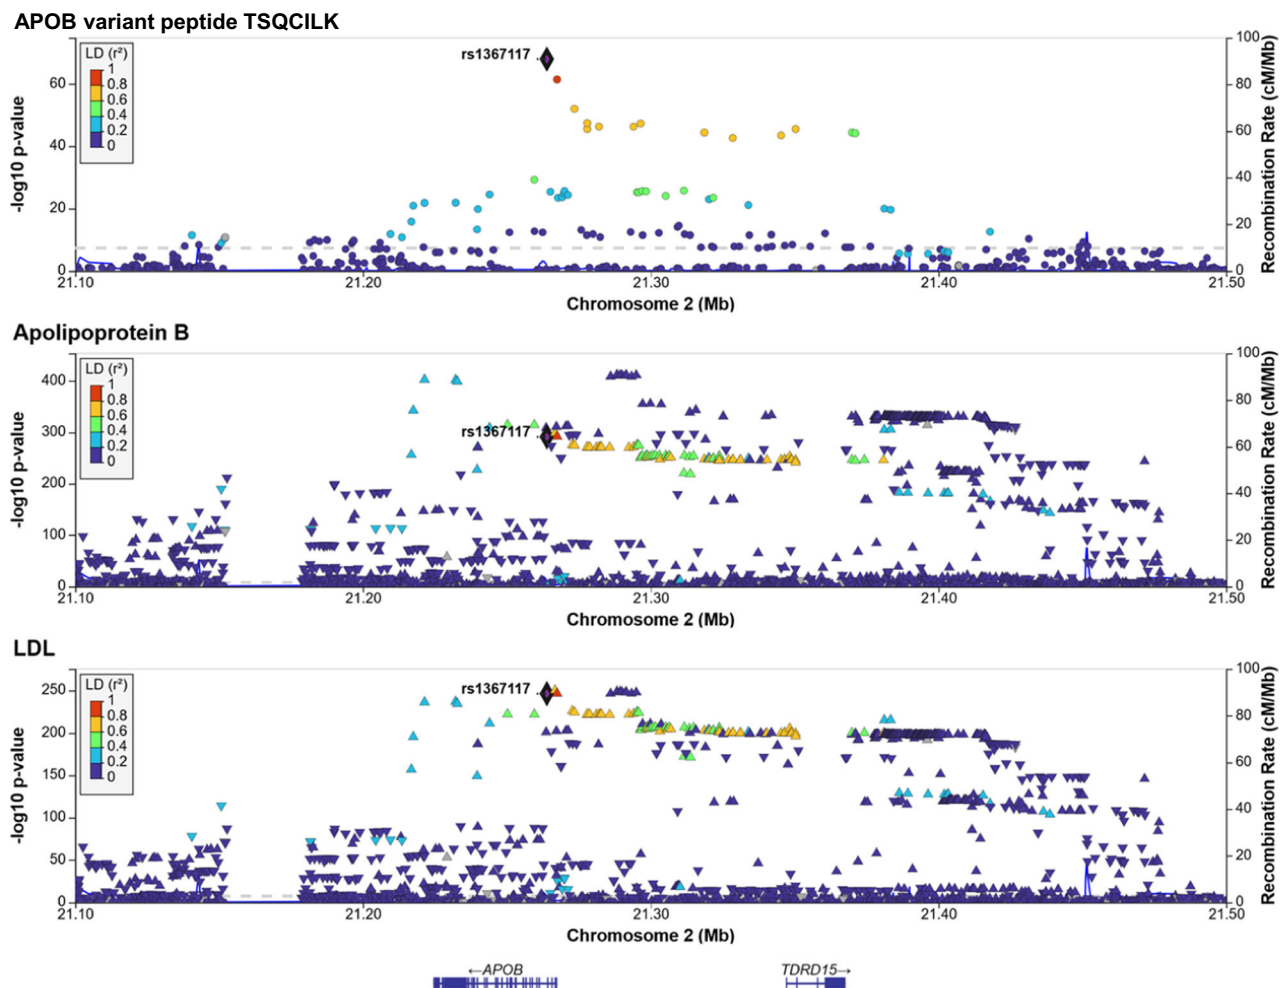 APOB variant peptide TSQCILK
LD (r²)
1
0.8
0.6
0.4
0.2
0
rs1367117
60
40
20
0
-log10 p-value
100
80
60
40
20
0
Recombination Rate (cM/Mb)
21.10 21.20 21.30 21.40 21.50
Chromosome 2 (Mb)
Apolipoprotein B
LD (r²)
1
0.8
0.6
0.4
0.2
0
rs1367117
400
300
200
100
0
-log10 p-value
100
80
60
40
20
0
Recombination Rate (cM/Mb)
21.10 21.20 21.30 21.40 21.50
Chromosome 2 (Mb)
LDL
LD (r²)
1
0.8
0.6
0.4
0.2
0
rs1367117
250
200
150
100
50
0
-log10 p-value
100
80
60
40
20
0
Recombination Rate (cM/Mb)
21.10 21.20 21.30 21.40 21.50
Chromosome 2 (Mb)
←APOB TDRD15→